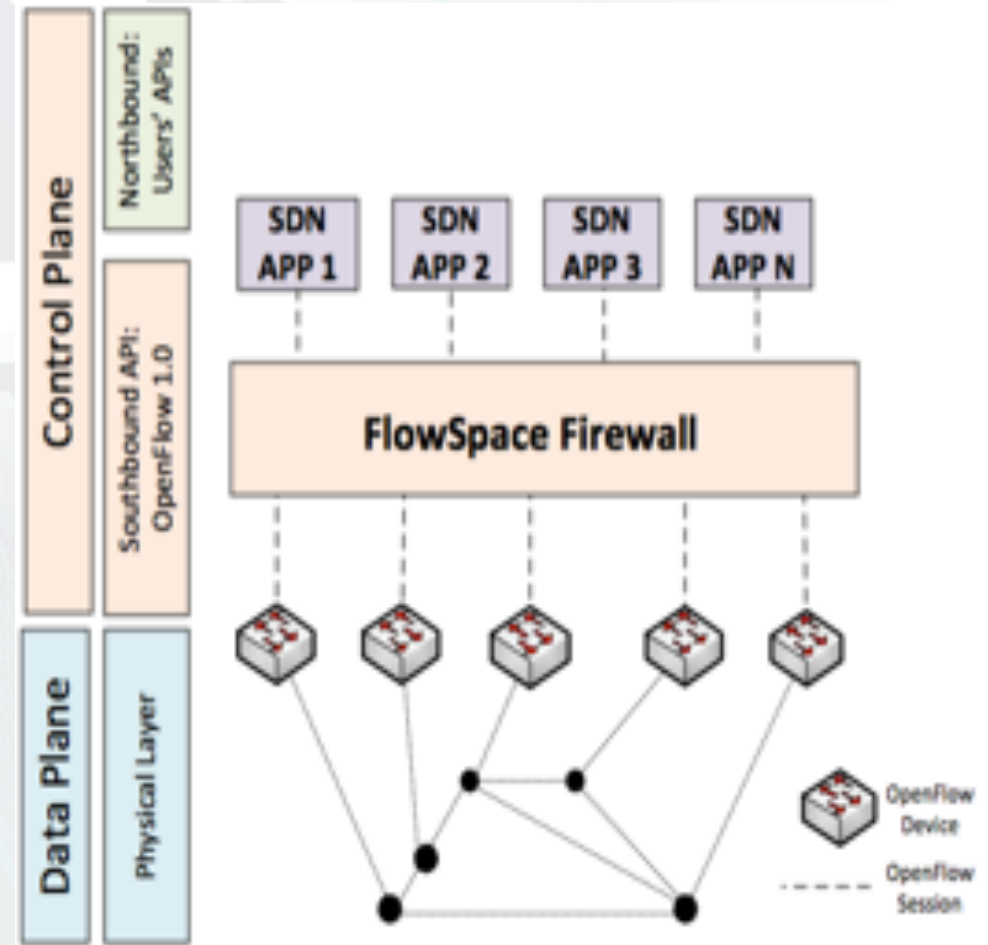 Control Plane
Northbound:
Users' APIs
Southbound API:
OpenFlow 1.0
Data Plane
Physical Layer
SDN
APP 1
SDN
APP 2
SDN
APP 3
SDN
APP N
FlowSpace Firewall
OpenFlow
Device
OpenFlow
Session